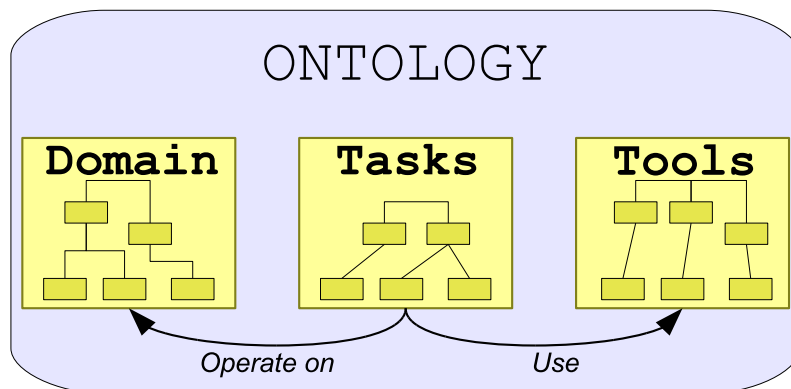 ONTOLOGY
Domain
Tasks
Tools
Operate on
Use